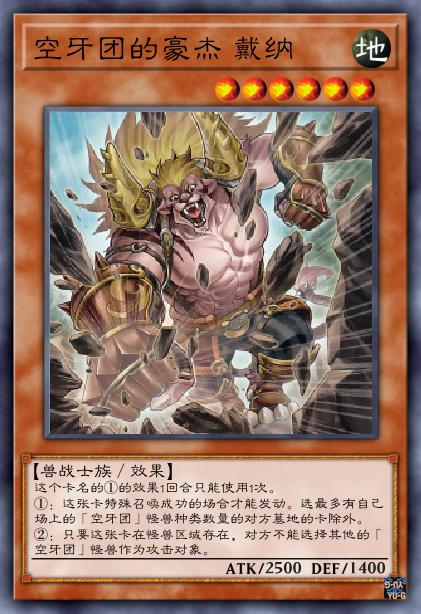 空牙团的豪杰 戴纳
地
【兽战士族／效果】
这个卡名的①的效果1回合只能使用1次。
①：这张卡特殊召唤成功的场合才能发动。选最多有自己
场上的「空牙团」怪兽种类数量的对方墓地的卡除外。
②：只要这张卡在怪兽区域存在，对方不能选择其他的「
空牙团」怪兽作为攻击对象。
ATK/2500 DEF/1400